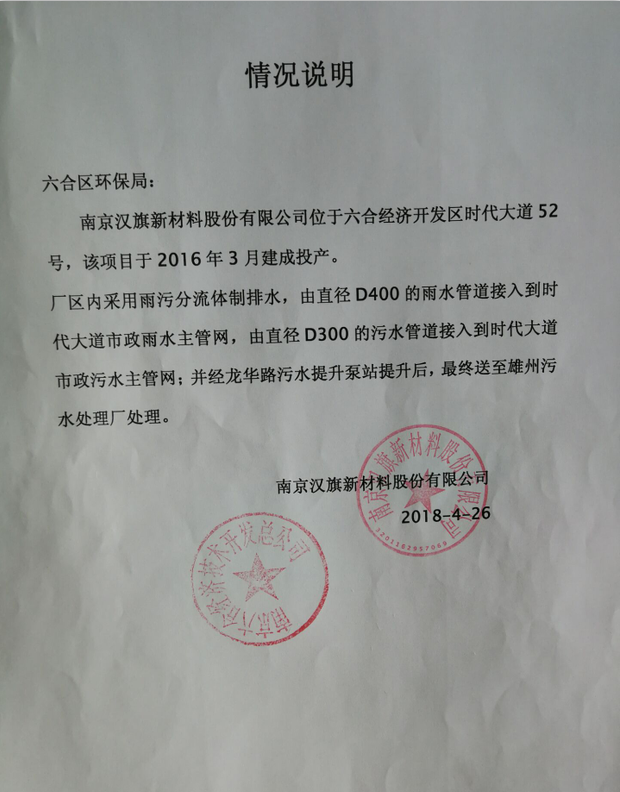 情况说明
六合区环保局：
南京汉旗新材料股份有限公司位于六合经济开发区时代大道 52
号，该项目于 2016 年 3 月建成投产。
厂区内采用雨污分流体制排水，由直径 D400 的雨水管道接入到时
代大道市政雨水主管网，由直径 D300 的污水管道接入到时代大道
市政污水主管网；并经龙华路污水提升泵站提升后，最终送至雄州污
水处理厂处理。
南京汉旗新材料股份有限公司
2018-4-26
南京汉旗新材料股份有限公司
3201162957069
南京六合经济技术开发总公司